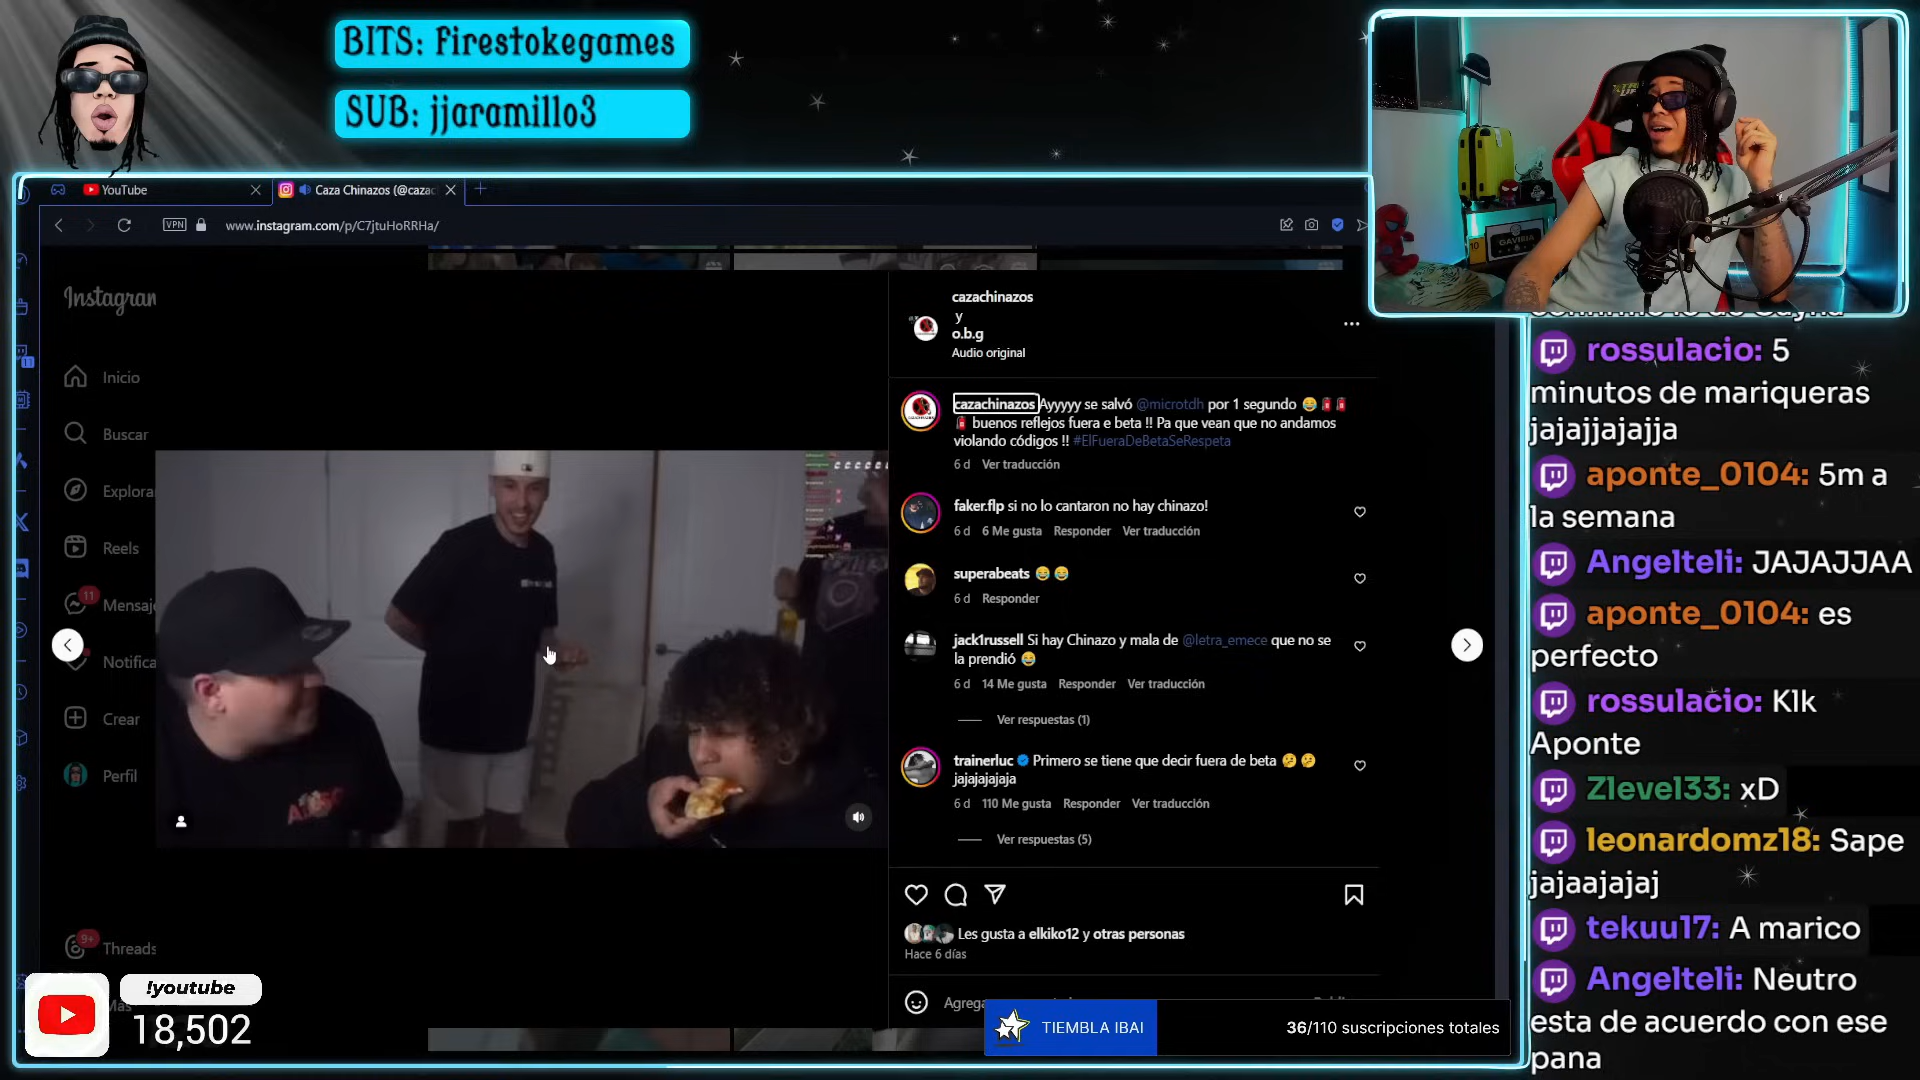 BITS: Firestokegames
SUB: jjaramillo3
YouTube
Caza Chinazos (@cazac
VPN
www.instagram.com/p/C7jtuHoRRHa/
Instagram
Inicio
Buscar
Explora
Reels
11
Mensaje
Notifica
Crear
Perfil
9+
Threads
Más
cazachinazos
y
o.b.g
Audio original
cazachinazos Ayyyyy se salvó @microtdh por 1 segundo 😂🧯🧯
🧯 buenos reflejos fuera e beta !! Pa que vean que no andamos
violando códigos !! #ElFueraDeBetaSeRespeta
6 d Ver traducción
faker.flp si no lo cantaron no hay chinazo!
6 d 6 Me gusta Responder Ver traducción
superabeats 😂😂
6 d Responder
jack1russell Si hay Chinazo y mala de @letra_emece que no se
la prendió 😂
6 d 14 Me gusta Responder Ver traducción
Ver respuestas (1)
trainerluc Primero se tiene que decir fuera de beta 🤔🤔
jajajajajaja
6 d 110 Me gusta Responder Ver traducción
Ver respuestas (5)
Les gusta a elkiko12 y otras personas
Hace 6 días
Agrega
!youtube
18,502
TIEMBLA IBAI
36/110 suscripciones totales
GAVIRIA
rossulacio: 5
minutos de mariqueras
jajajjajajja
aponte_0104: 5m a
la semana
Angelteli: JAJAJJAA
aponte_0104: es
perfecto
rossulacio: Klk
Aponte
Zlevel33: xD
leonardomz18: Sape
jajaajajaj
tekuu17: A marico
Angelteli: Neutro
esta de acuerdo con ese
pana